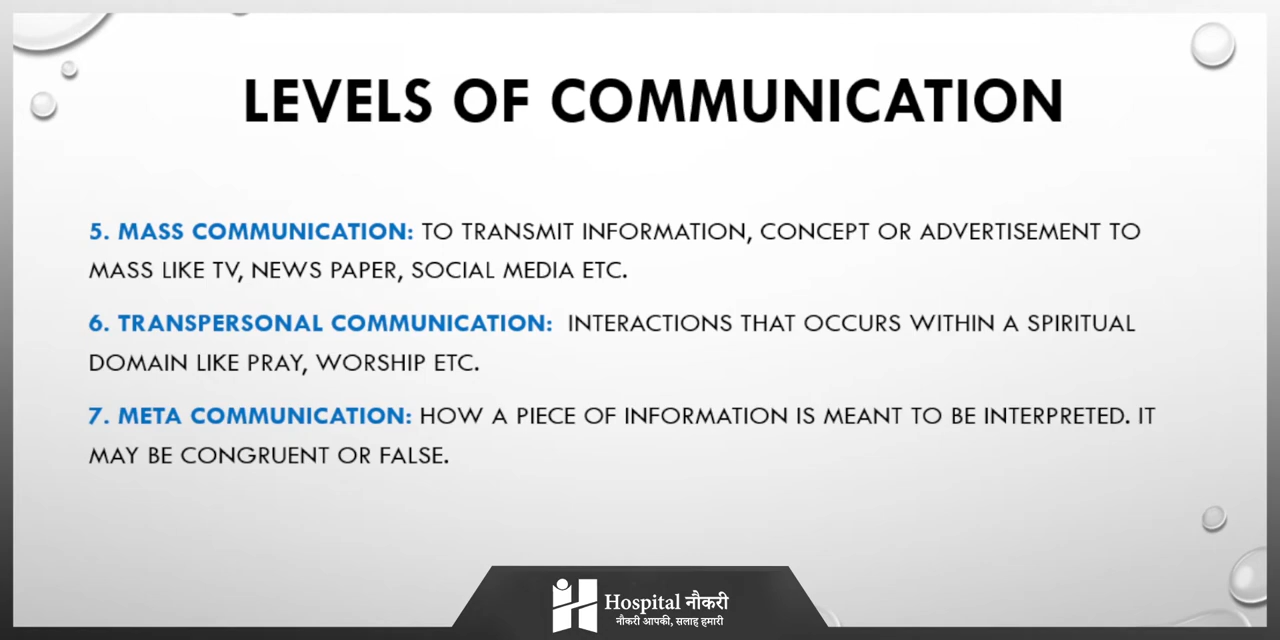 LEVELS OF COMMUNICATION
5. MASS COMMUNICATION: TO TRANSMIT INFORMATION, CONCEPT OR ADVERTISEMENT TO
MASS LIKE TV, NEWS PAPER, SOCIAL MEDIA ETC.
6. TRANSPERSONAL COMMUNICATION: INTERACTIONS THAT OCCURS WITHIN A SPIRITUAL
DOMAIN LIKE PRAY, WORSHIP ETC.
7. META COMMUNICATION: HOW A PIECE OF INFORMATION IS MEANT TO BE INTERPRETED. IT
MAY BE CONGRUENT OR FALSE.
Hospital नौकरी
नौकरी आपकी, सलाह हमारी